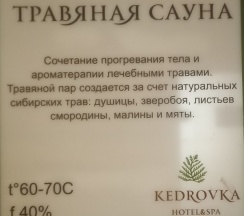 ТРАВЯНАЯ САУНА
Сочетание прогревания тела и
ароматерапии лечебными травами.
Травяной пар создается за счет натуральных
сибирских трав: душицы, зверобоя, листьев
смородины, малины и мяты.
t°60-70C
f 40%
KEDROVKA
HOTEL&SPA